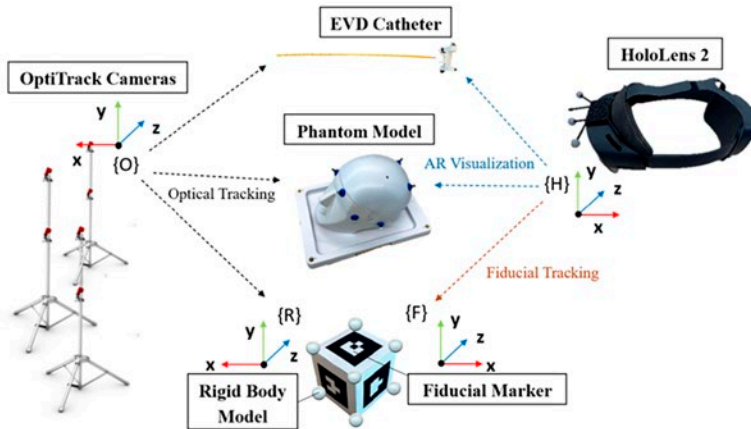 EVD Catheter
OptiTrack Cameras
HoloLens 2
y
z
x
{O}
Phantom Model
AR Visualization
Optical Tracking
{H}
y
z
x
Fiducial Tracking
{R}
y
z
x
{F}
y
z
x
Rigid Body
Model
Fiducial Marker